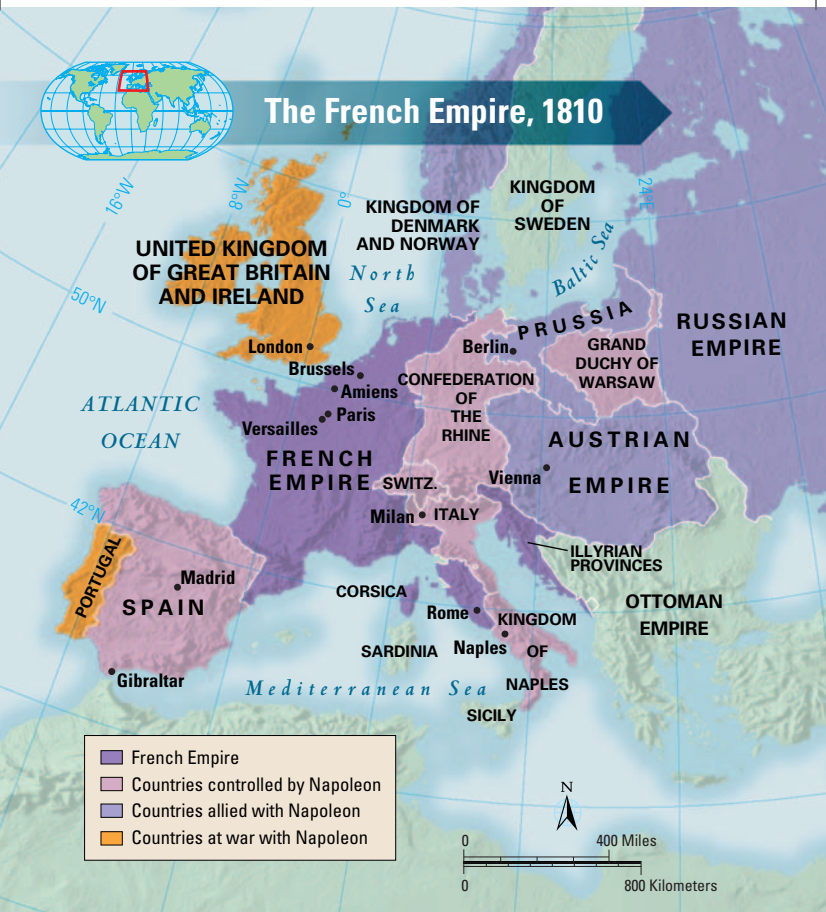 The French Empire, 1810
16°W
8°W
0°
24°E
50°N
42°N
KINGDOM OF
DENMARK
AND NORWAY
KINGDOM
OF
SWEDEN
UNITED KINGDOM
OF GREAT BRITAIN
AND IRELAND
North
Sea
Baltic Sea
London
Brussels
Amiens
Paris
Versailles
Berlin
PRUSSIA
RUSSIAN
EMPIRE
GRAND
DUCHY OF
WARSAW
CONFEDERATION
OF
THE
RHINE
ATLANTIC
OCEAN
FRENCH
EMPIRE
SWITZ.
AUSTRIAN
EMPIRE
Vienna
Milan
ITALY
ILLYRIAN
PROVINCES
PORTUGAL
Madrid
SPAIN
CORSICA
Rome
KINGDOM
OF
NAPLES
Naples
OTTOMAN
EMPIRE
SARDINIA
Gibraltar
Mediterranean Sea
SICILY
French Empire
Countries controlled by Napoleon
Countries allied with Napoleon
Countries at war with Napoleon
N
0 400 Miles
0 800 Kilometers